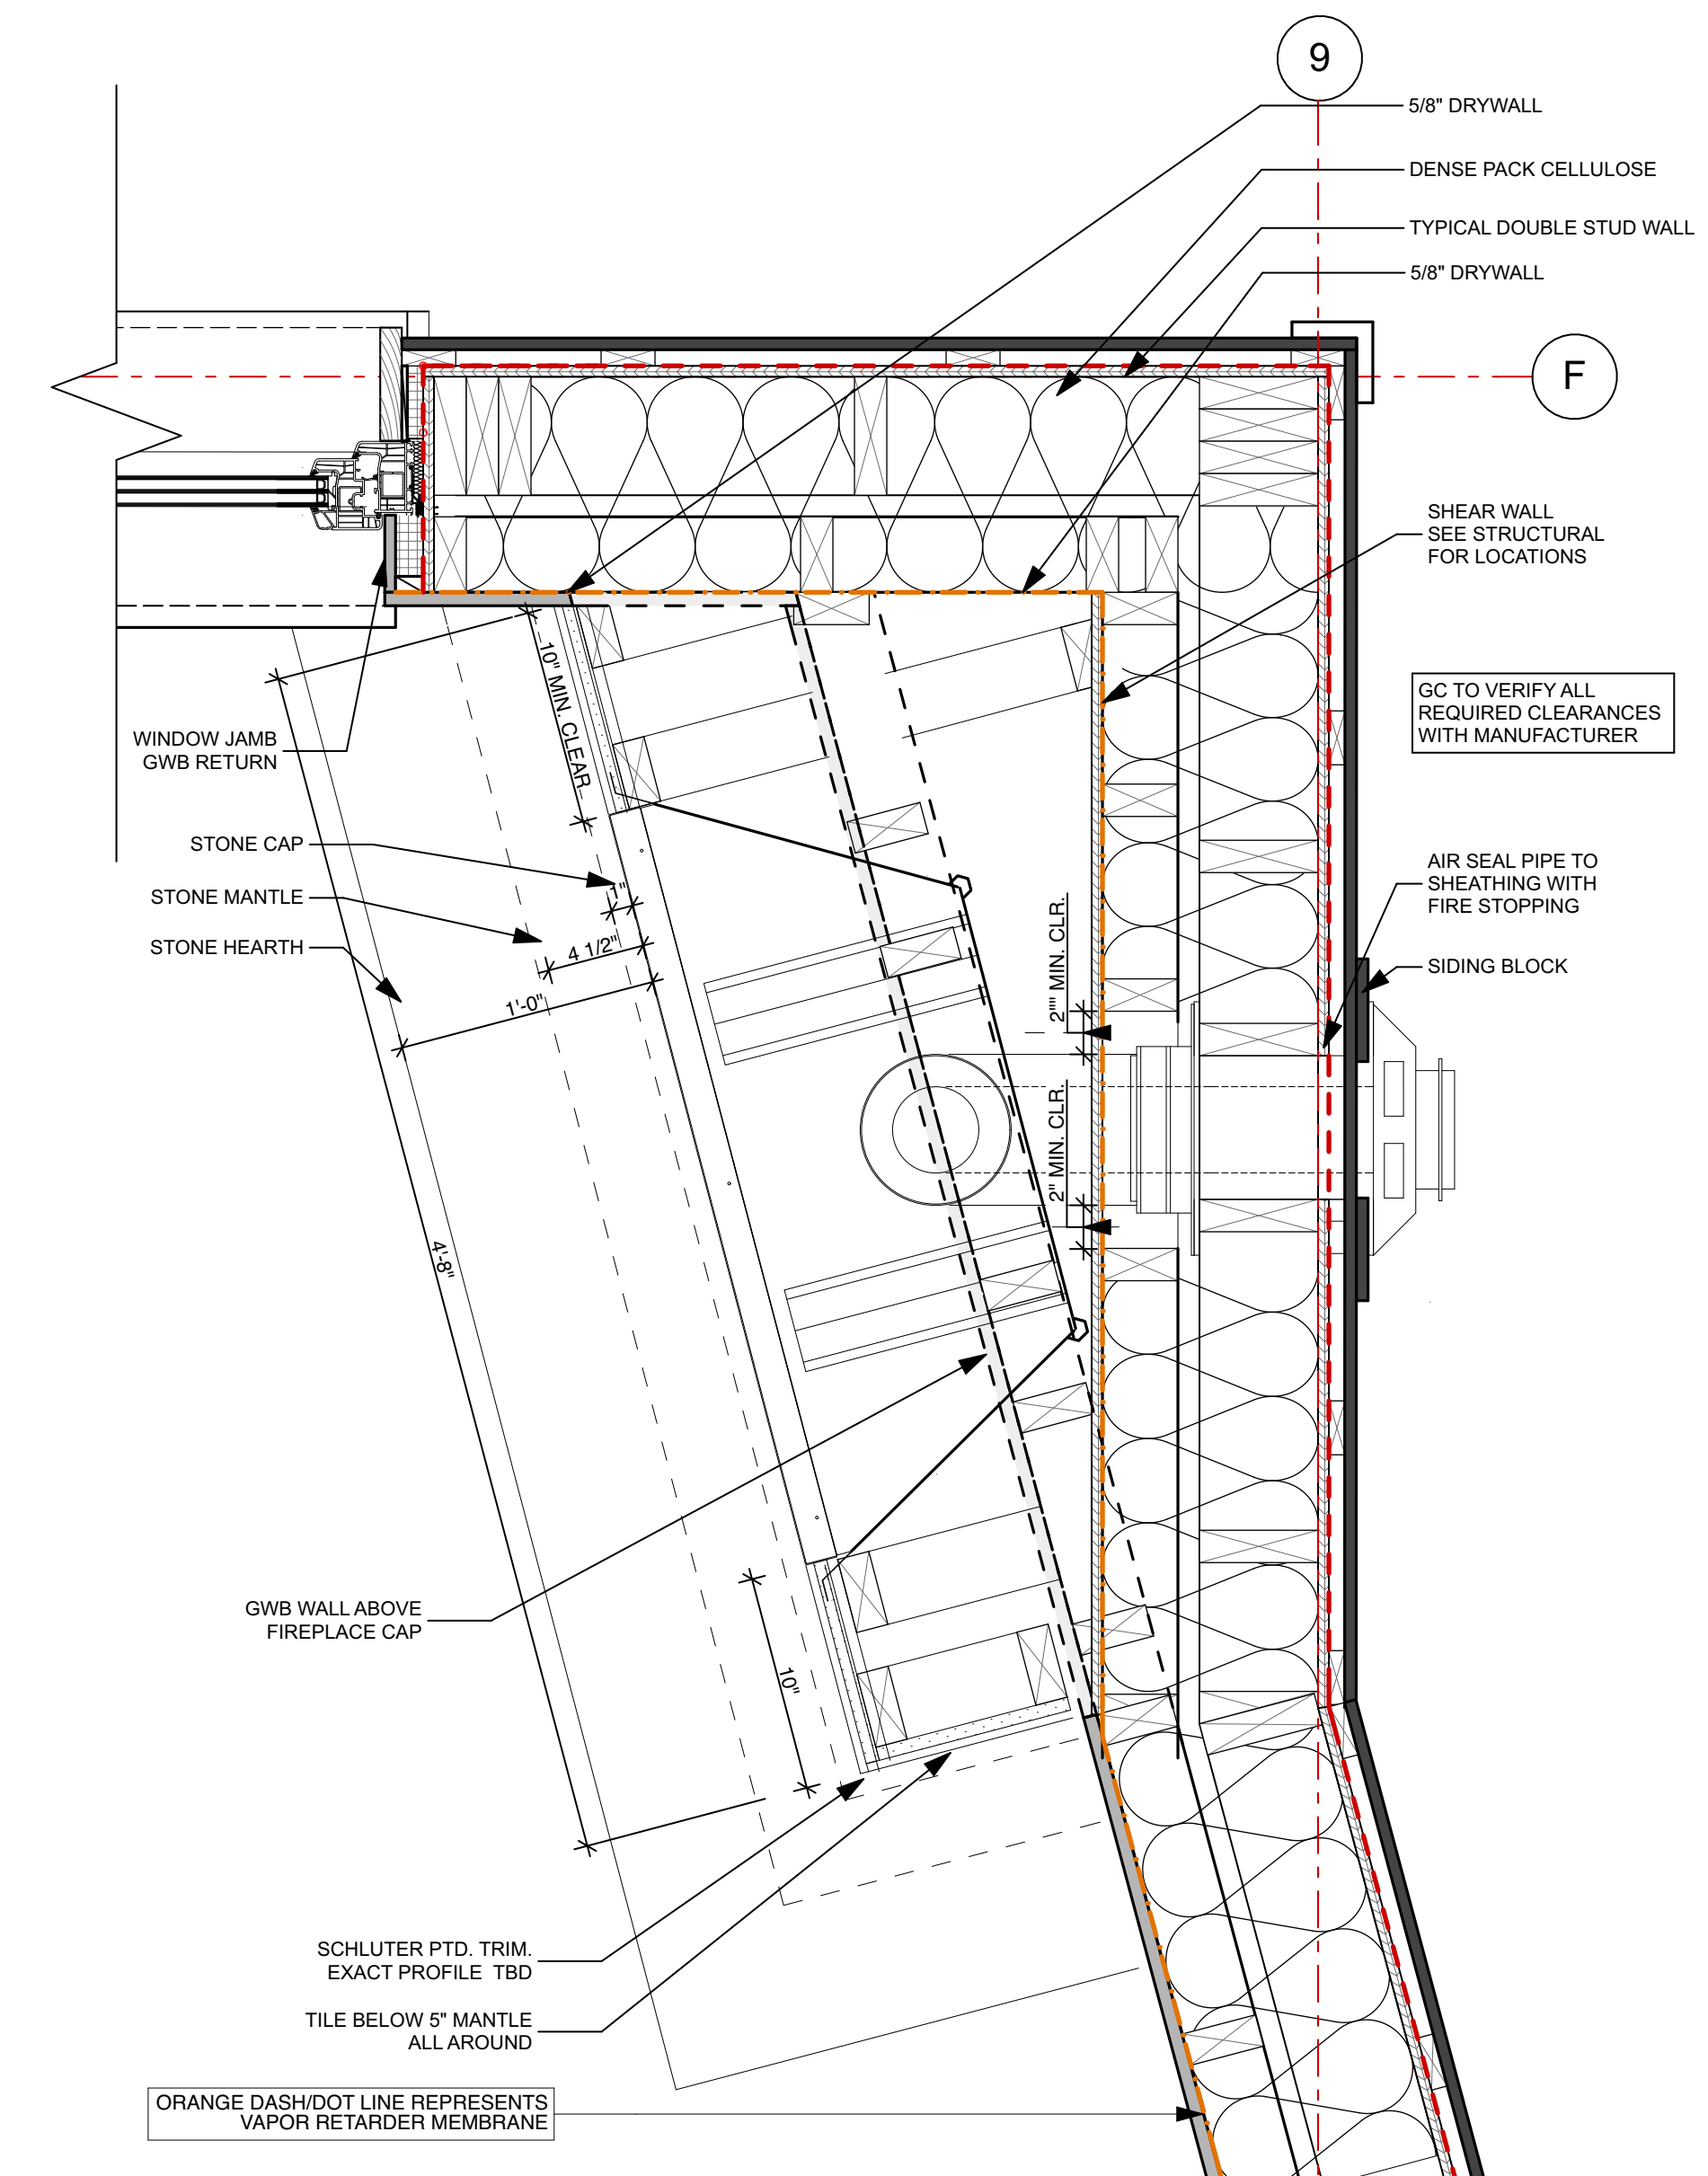 9
5/8" DRYWALL
DENSE PACK CELLULOSE
TYPICAL DOUBLE STUD WALL
5/8" DRYWALL
F
SHEAR WALL
SEE STRUCTURAL
FOR LOCATIONS
10" MIN. CLEAR
GC TO VERIFY ALL
REQUIRED CLEARANCES
WITH MANUFACTURER
WINDOW JAMB
GWB RETURN
STONE CAP
STONE MANTLE
STONE HEARTH
1"
4 1/2"
1'-0"
2"" MIN. CLR.
2" MIN. CLR.
AIR SEAL PIPE TO
SHEATHING WITH
FIRE STOPPING
SIDING BLOCK
4'-8"
GWB WALL ABOVE
FIREPLACE CAP
10"
SCHLUTER PTD. TRIM.
EXACT PROFILE TBD
TILE BELOW 5" MANTLE
ALL AROUND
ORANGE DASH/DOT LINE REPRESENTS
VAPOR RETARDER MEMBRANE